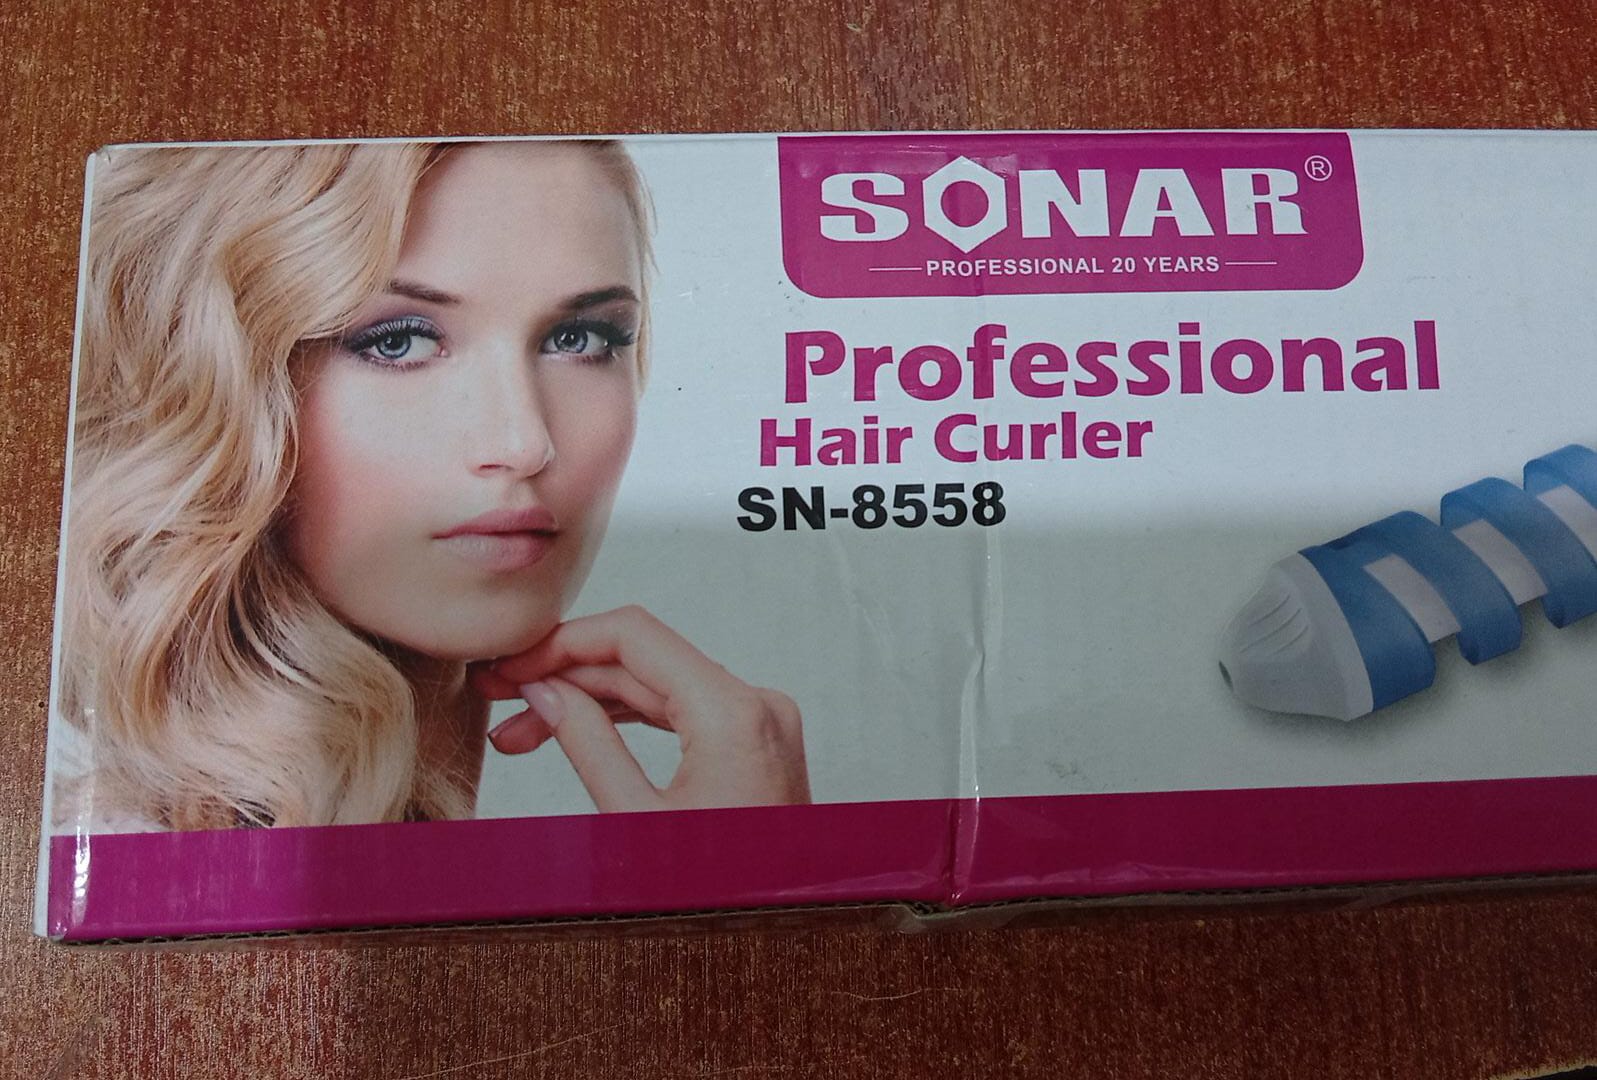 SONAR®
PROFESSIONAL 20 YEARS
Professional
Hair Curler
SN-8558